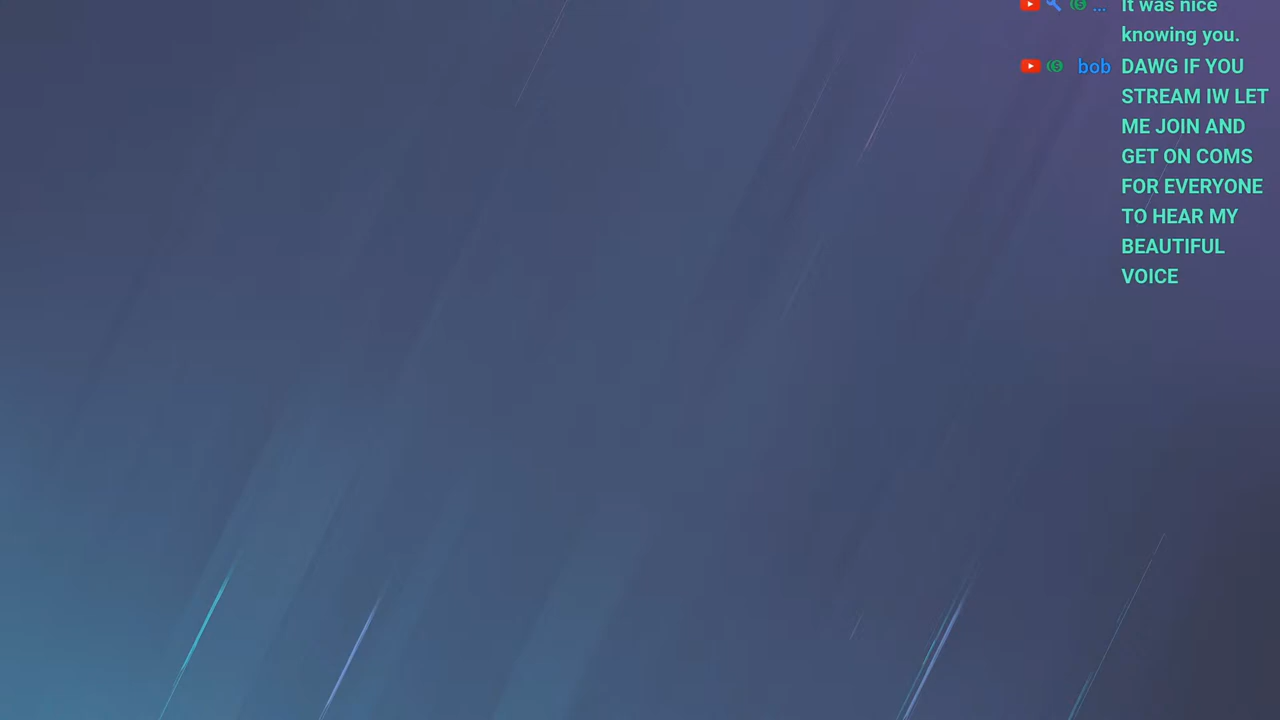 ... It was nice
knowing you.
bob DAWG IF YOU
STREAM IW LET
ME JOIN AND
GET ON COMS
FOR EVERYONE
TO HEAR MY
BEAUTIFUL
VOICE